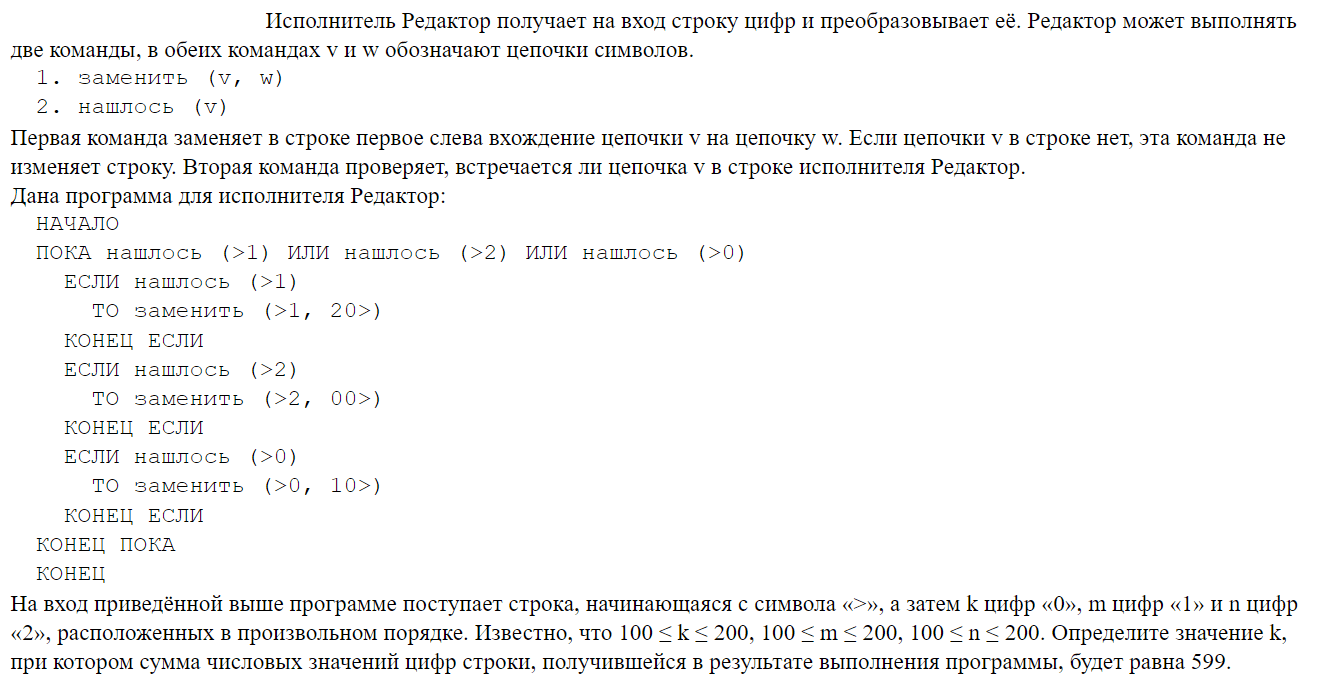 Исполнитель Редактор получает на вход строку цифр и преобразовывает её. Редактор может выполнять
две команды, в обеих командах v и w обозначают цепочки символов.
1. заменить (v, w)
2. нашлось (v)
Первая команда заменяет в строке первое слева вхождение цепочки v на цепочку w. Если цепочки v в строке нет, эта команда не
изменяет строку. Вторая команда проверяет, встречается ли цепочка v в строке исполнителя Редактор.
Дана программа для исполнителя Редактор:
НАЧАЛО
ПОКА нашлось (>1) ИЛИ нашлось (>2) ИЛИ нашлось (>0)
ЕСЛИ нашлось (>1)
ТО заменить (>1, 20>)
КОНЕЦ ЕСЛИ
ЕСЛИ нашлось (>2)
ТО заменить (>2, 00>)
КОНЕЦ ЕСЛИ
ЕСЛИ нашлось (>0)
ТО заменить (>0, 10>)
КОНЕЦ ЕСЛИ
КОНЕЦ ПОКА
КОНЕЦ
На вход приведённой выше программе поступает строка, начинающаяся с символа «>», а затем k цифр «0», m цифр «1» и n цифр
«2», расположенных в произвольном порядке. Известно, что 100 ≤ k ≤ 200, 100 ≤ m ≤ 200, 100 ≤ n ≤ 200. Определите значение k,
при котором сумма числовых значений цифр строки, получившейся в результате выполнения программы, будет равна 599.